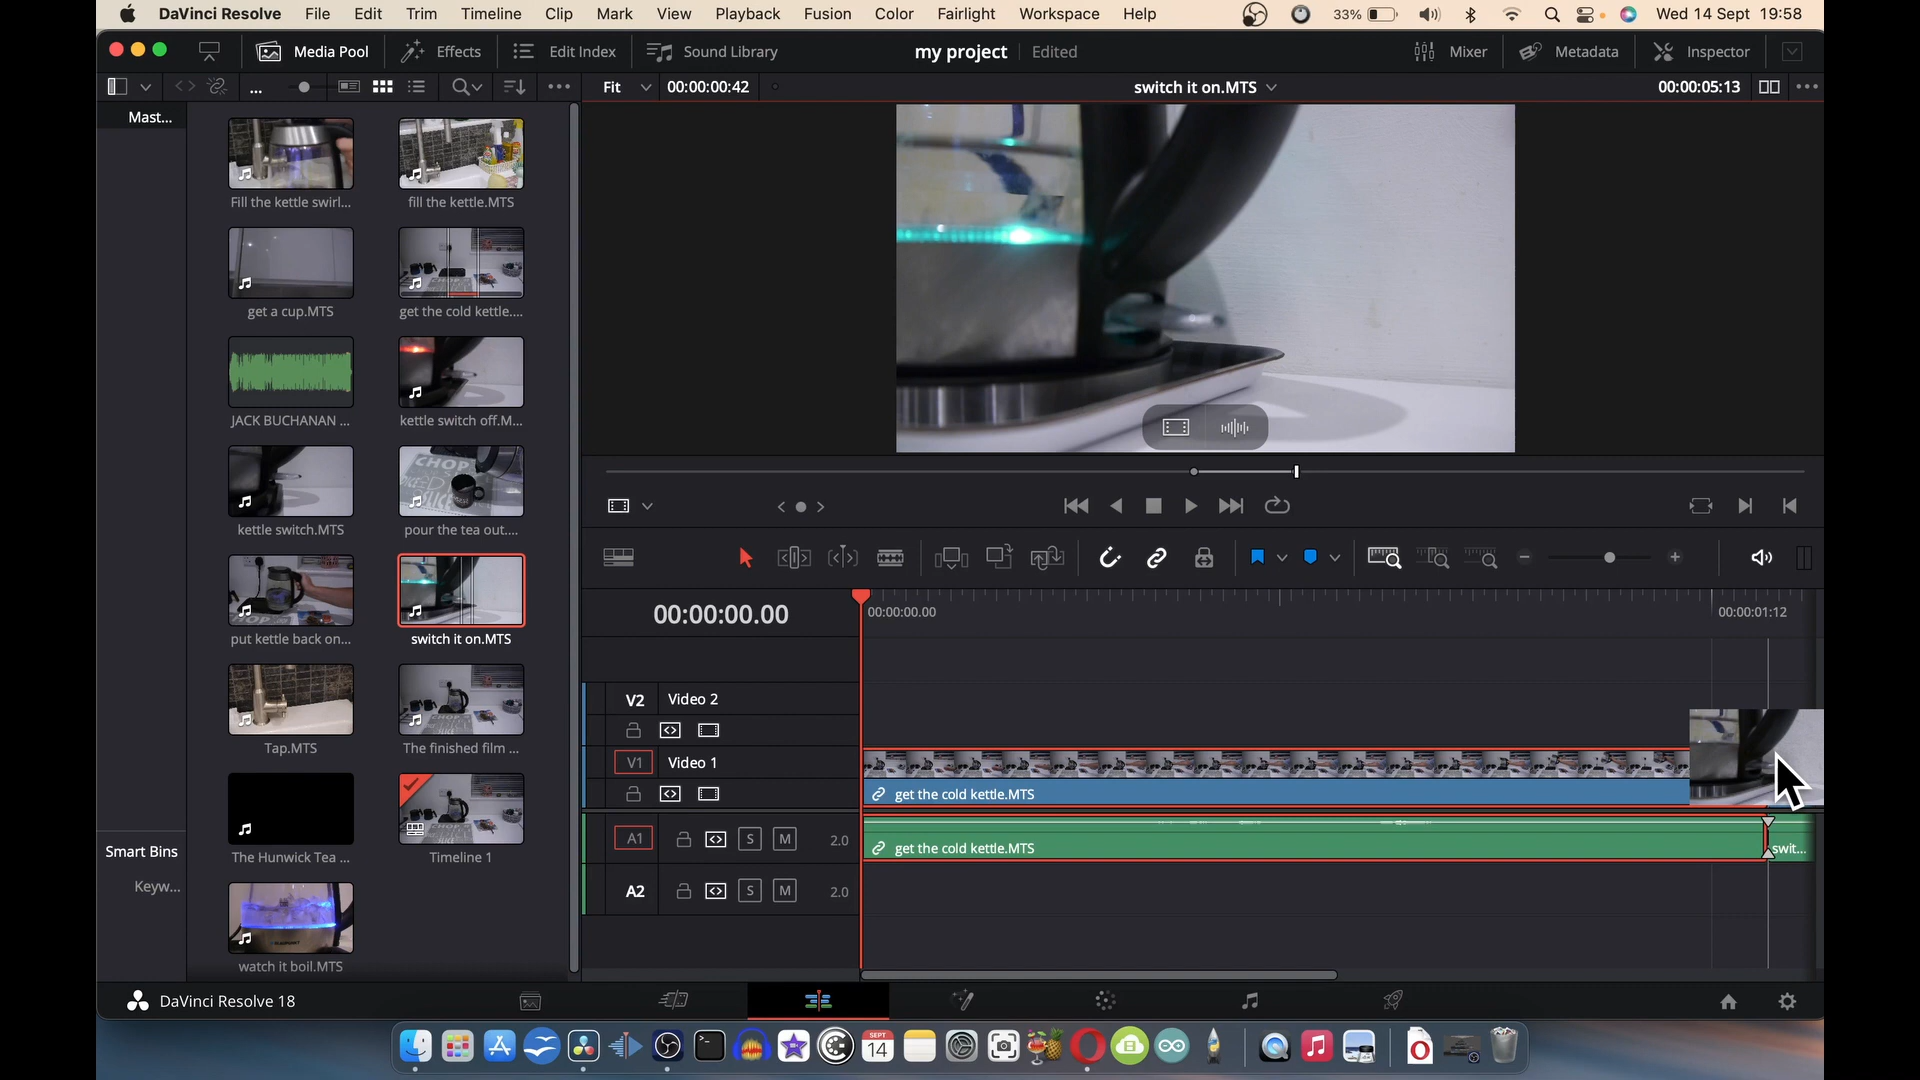 DaVinci Resolve File Edit Trim Timeline Clip Mark View Playback Fusion Color Fairlight Workspace Help 33% Wed 14 Sept 19:58
Media Pool Effects Edit Index Sound Library my project Edited Mixer Metadata Inspector
... Fit 00:00:00:42 switch it on.MTS 00:00:05:13
Mast...
Fill the kettle swirl... fill the kettle.MTS
get a cup.MTS get the cold kettle....
JACK BUCHANAN ... kettle switch off.M...
kettle switch.MTS pour the tea out....
put kettle back on... switch it on.MTS
Tap.MTS The finished film ...
The Hunwick Tea ... Timeline 1
watch it boil.MTS
Smart Bins
Keyw...
00:00:00.00 00:00:00.00 00:00:01:12
V2 Video 2
V1 Video 1
get the cold kettle.MTS
A1 S M 2.0 get the cold kettle.MTS swit...
A2 S M 2.0
DaVinci Resolve 18
SEPT
14